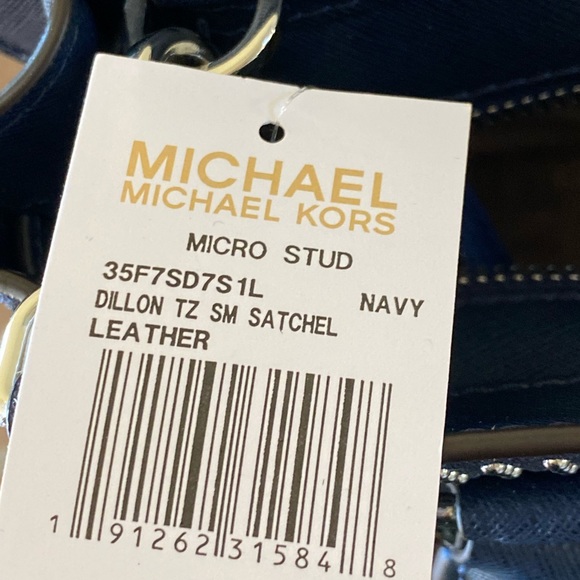 MICHAEL
MICHAEL KORS
MICRO STUD
35F7SD7S1L NAVY
DILLON TZ SM SATCHEL
LEATHER
1 91262 31584 8